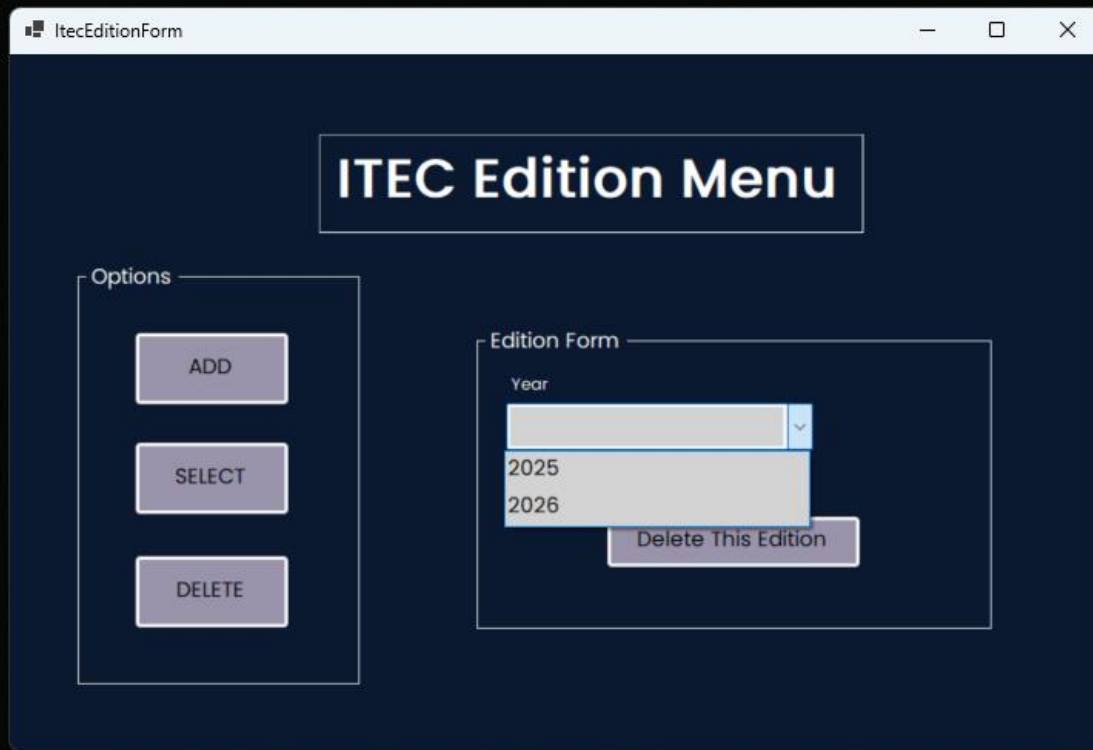 ItecEditionForm
ITEC Edition Menu
Options
ADD
SELECT
DELETE
Edition Form
Year
2025
2026
Delete This Edition